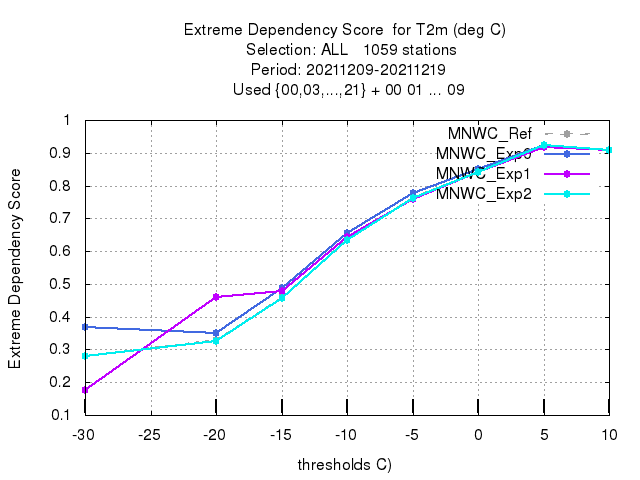 Extreme Dependency Score  for T2m (deg C)
Selection: ALL   1059 stations
Period: 20211209-20211219
Used {00,03,...,21} + 00 01 ... 09
Extreme Dependency Score
1
0.9
0.8
0.7
0.6
0.5
0.4
0.3
0.2
0.1
MNWC_Ref
MNWC_Exp0
MNWC_Exp1
MNWC_Exp2
-30 -25 -20 -15 -10 -5 0 5 10
thresholds C)